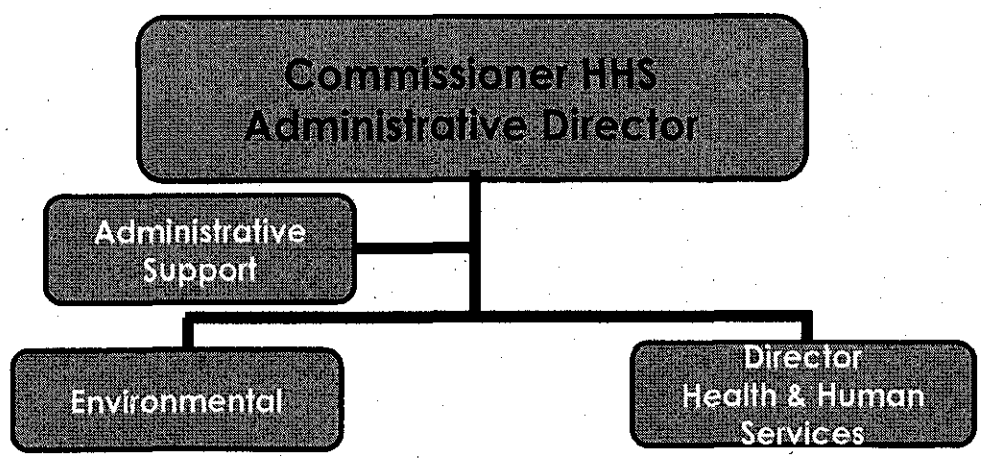 Commissioner HHS
Administrative Director
Administrative
Support
Environmental
Director
Health & Human
Services